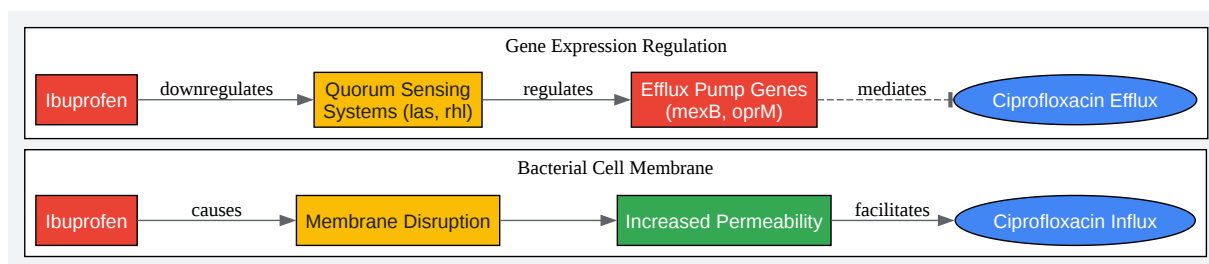 Gene Expression Regulation
Ibuprofen
downregulates
Quorum Sensing
Systems (las, rhl)
regulates
Efflux Pump Genes
(mexB, oprM)
mediates
Ciprofloxacin Efflux
Bacterial Cell Membrane
Ibuprofen
causes
Membrane Disruption
Increased Permeability
facilitates
Ciprofloxacin Influx